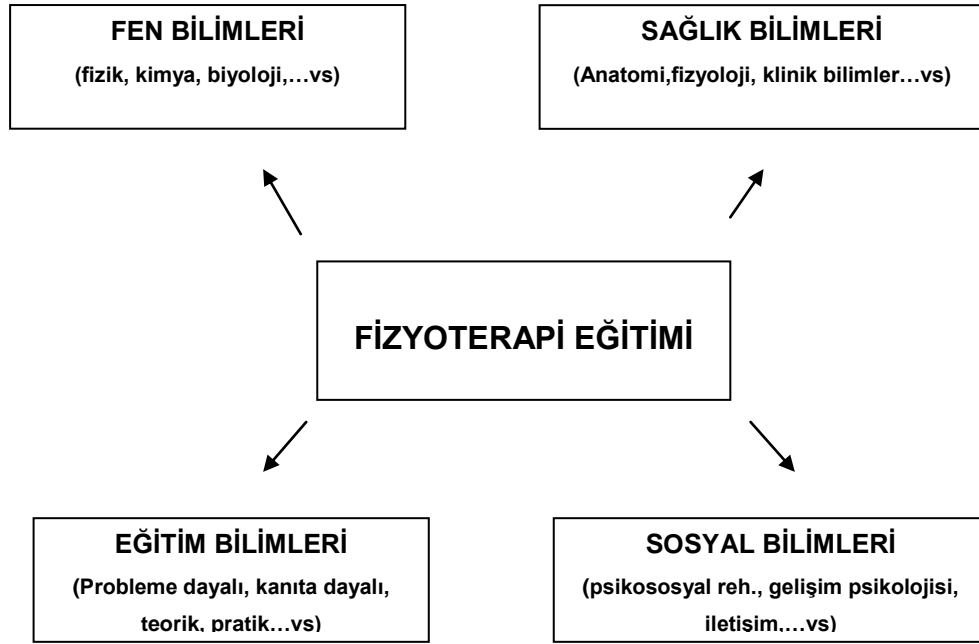 FEN BİLİMLERİ
(fizik, kimya, biyoloji,…vs)
SAĞLIK BİLİMLERİ
(Anatomi,fizyoloji, klinik bilimler…vs)
FİZYOTERAPİ EĞİTİMİ
EĞİTİM BİLİMLERİ
(Probleme dayalı, kanıta dayalı,
teorik, pratik…vs)
SOSYAL BİLİMLERİ
(psikososyal reh., gelişim psikolojisi,
iletişim,…vs)